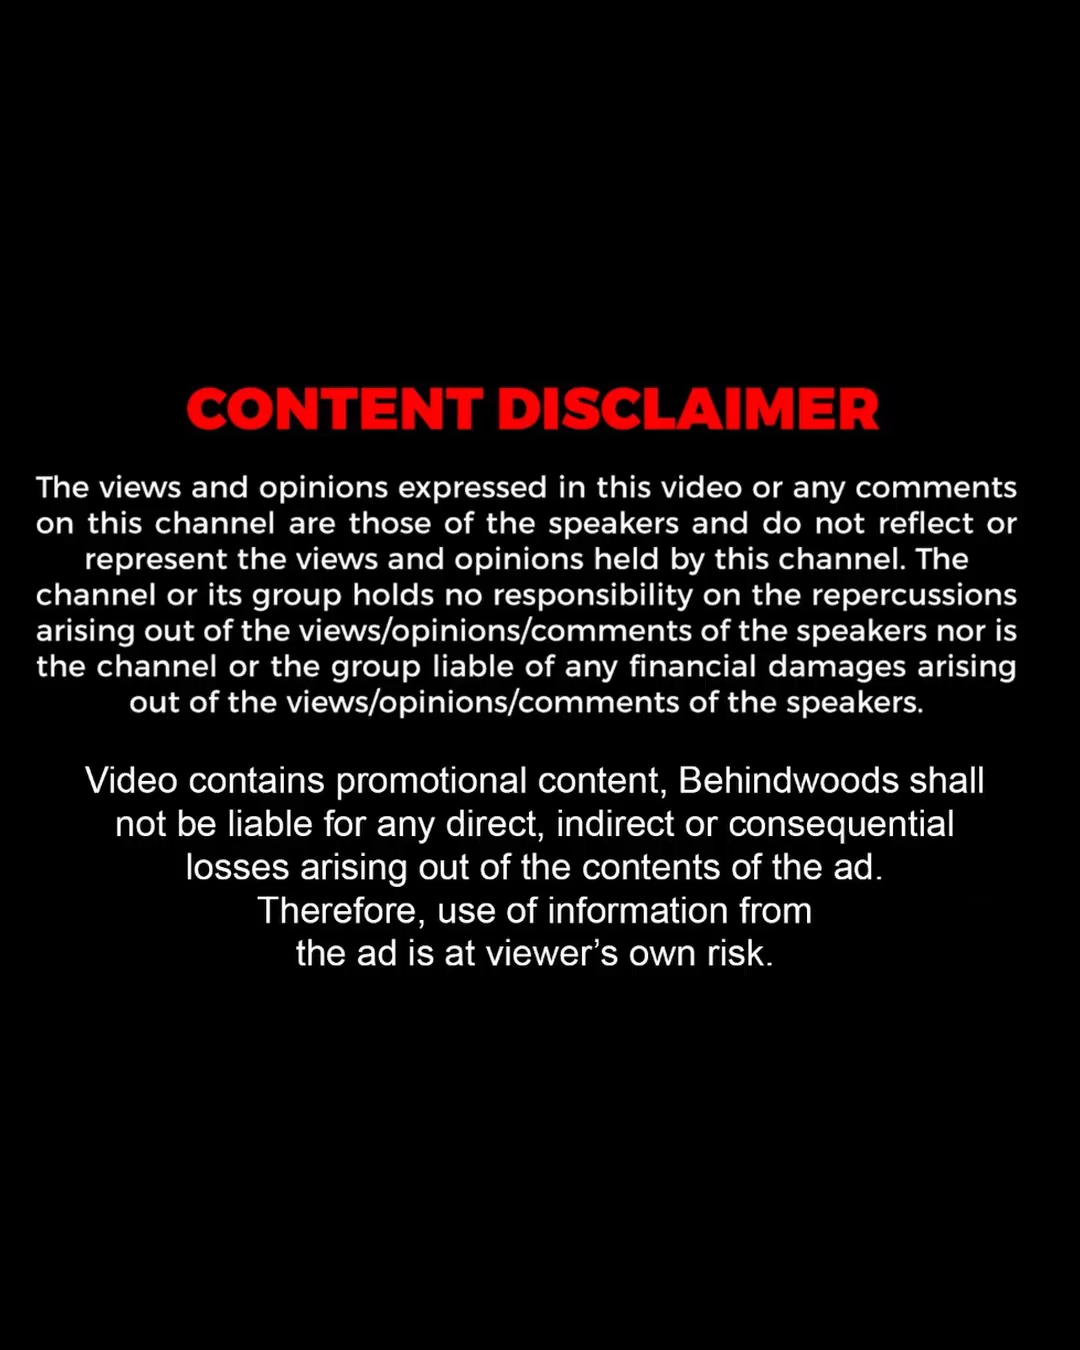 CONTENT DISCLAIMER
The views and opinions expressed in this video or any comments
on this channel are those of the speakers and do not reflect or
represent the views and opinions held by this channel. The
channel or its group holds no responsibility on the repercussions
arising out of the views/opinions/comments of the speakers nor is
the channel or the group liable of any financial damages arising
out of the views/opinions/comments of the speakers.
Video contains promotional content, Behindwoods shall
not be liable for any direct, indirect or consequential
losses arising out of the contents of the ad.
Therefore, use of information from
the ad is at viewer’s own risk.